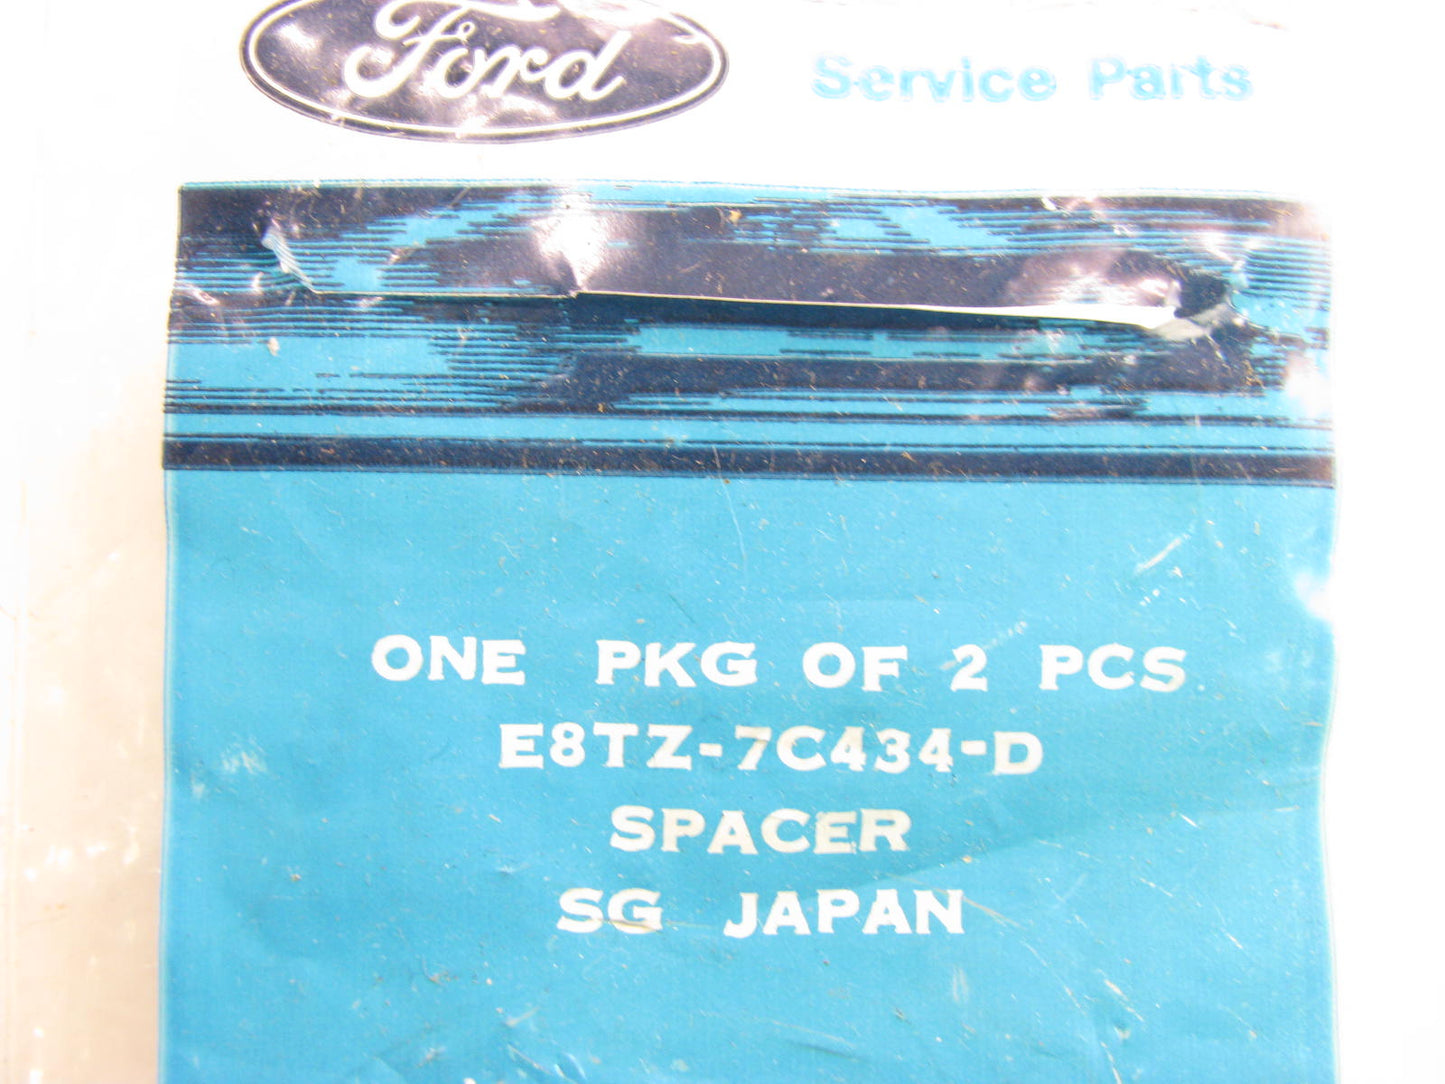 Ford
Service Parts
ONE PKG OF 2 PCS
E8TZ-7C434-D
SPACER
SG JAPAN